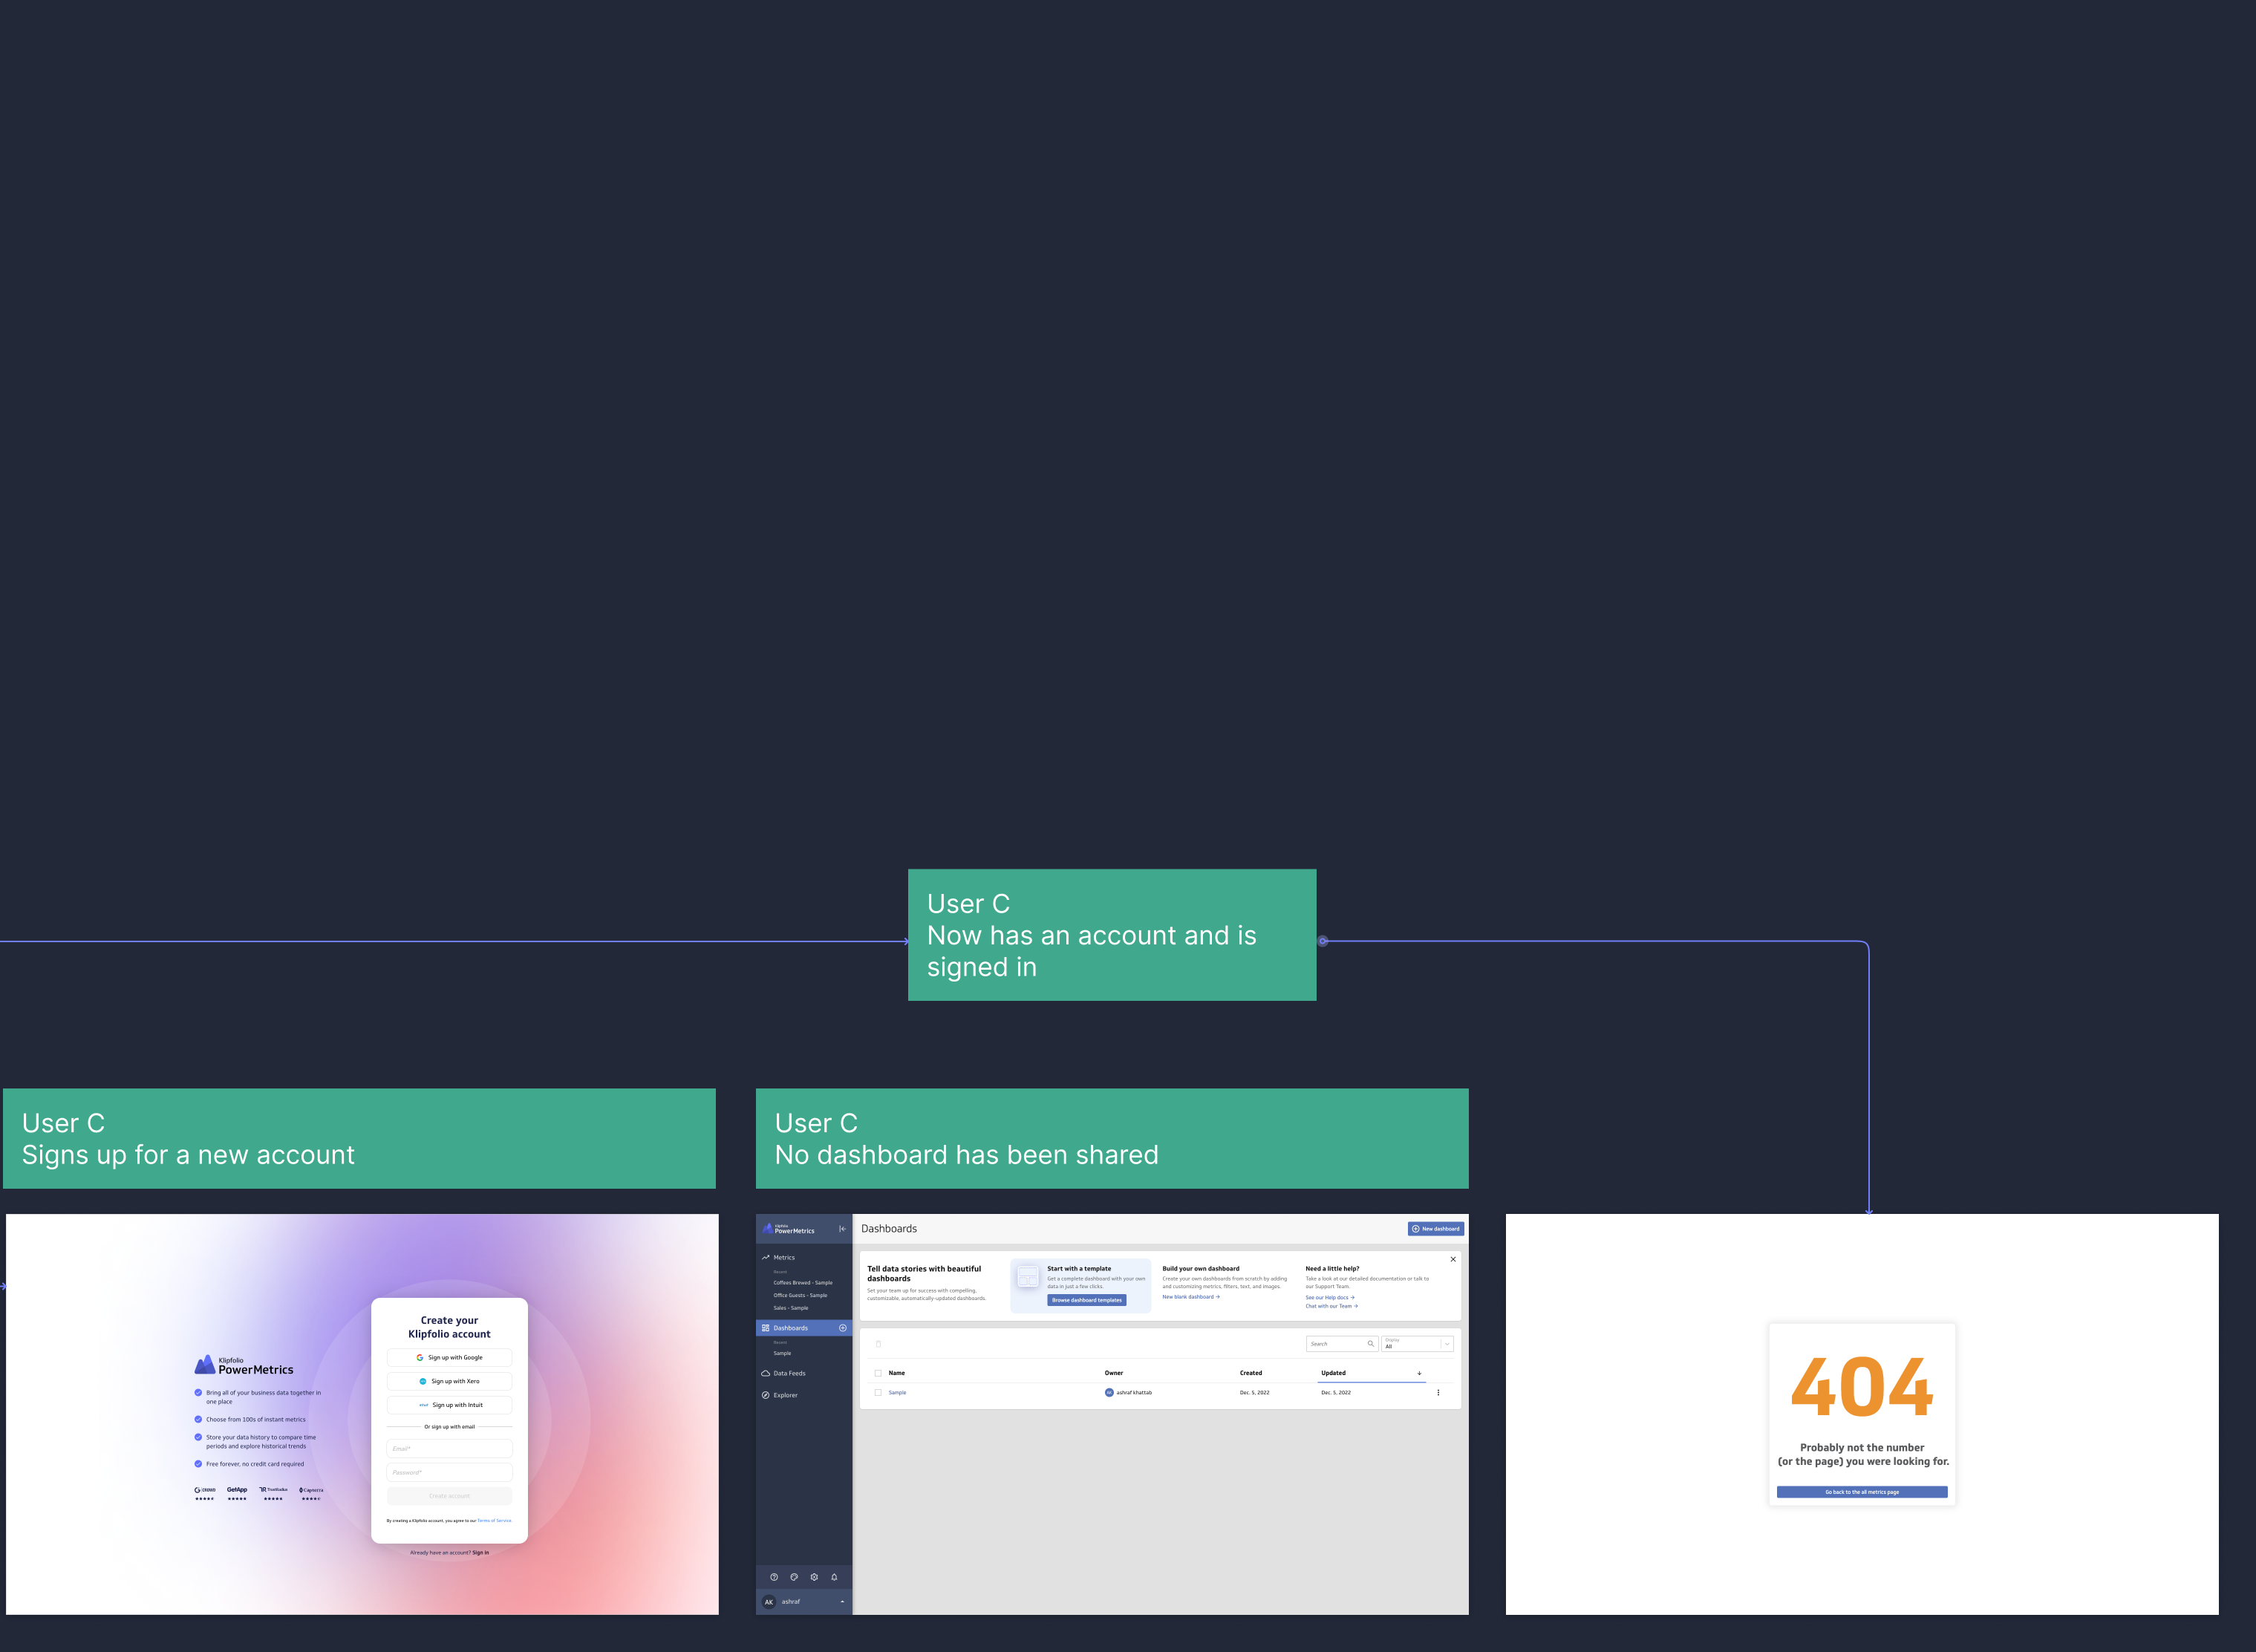 User C
Now has an account and is
signed in
User C
Signs up for a new account
User C
No dashboard has been shared
Klipfolio
PowerMetrics
Bring all of your business data together in
one place
Choose from 100s of instant metrics
Store your data history to compare time
periods and explore historical trends
Free forever, no credit card required
CROWD
GetApp
TrustRadius
Capterra
Create your
Klipfolio account
Sign up with Google
Sign up with Xero
Sign up with Intuit
Or sign up with email
Email*
Password*
Create account
By creating a Klipfolio account, you agree to our Terms of Service.
Already have an account? Sign in
Klipfolio
PowerMetrics
Metrics
Recent
Coffees Brewed - Sample
Office Guests - Sample
Sales - Sample
Dashboards
Recent
Sample
Data Feeds
Explorer
AK
ashraf
Dashboards
New dashboard
Tell data stories with beautiful
dashboards
Set your team up for success with compelling,
customizable, automatically-updated dashboards.
Start with a template
Get a complete dashboard with your own
data in just a few clicks.
Browse dashboard templates
Build your own dashboard
Create your own dashboards from scratch by adding
and customizing metrics, filters, text, and images.
New blank dashboard →
Need a little help?
Take a look at our detailed documentation or talk to
our Support Team.
See our Help docs →
Chat with our Team →
Search
Display
All
Name Owner Created Updated
Sample ashraf khattab Dec. 5, 2022 Dec. 5, 2022
404
Probably not the number
(or the page) you were looking for.
Go back to the all metrics page